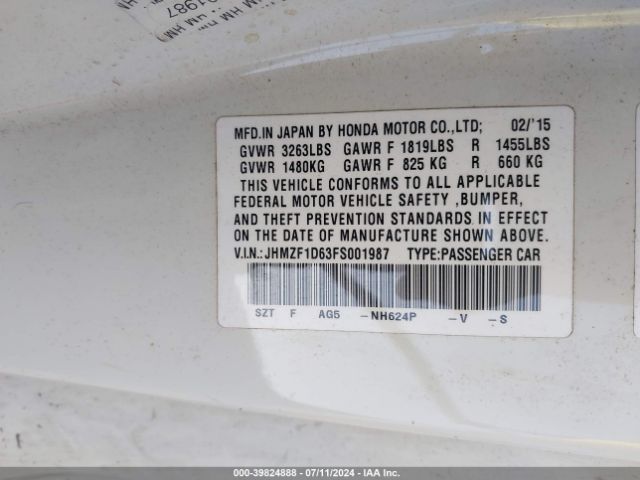 01987
HM HM
MFD.IN JAPAN BY HONDA MOTOR CO.,LTD; 02/'15
GVWR 3263LBS GAWR F 1819LBS R 1455LBS
GVWR 1480KG GAWR F 825 KG R 660 KG
THIS VEHICLE CONFORMS TO ALL APPLICABLE
FEDERAL MOTOR VEHICLE SAFETY ,BUMPER,
AND THEFT PREVENTION STANDARDS IN EFFECT
ON THE DATE OF MANUFACTURE SHOWN ABOVE.
V.I.N.: JHMZF1D63FS001987 TYPE:PASSENGER CAR
SZT F AG5 -NH624P -V -S
000-39824888 - 07/11/2024 - IAA Inc.